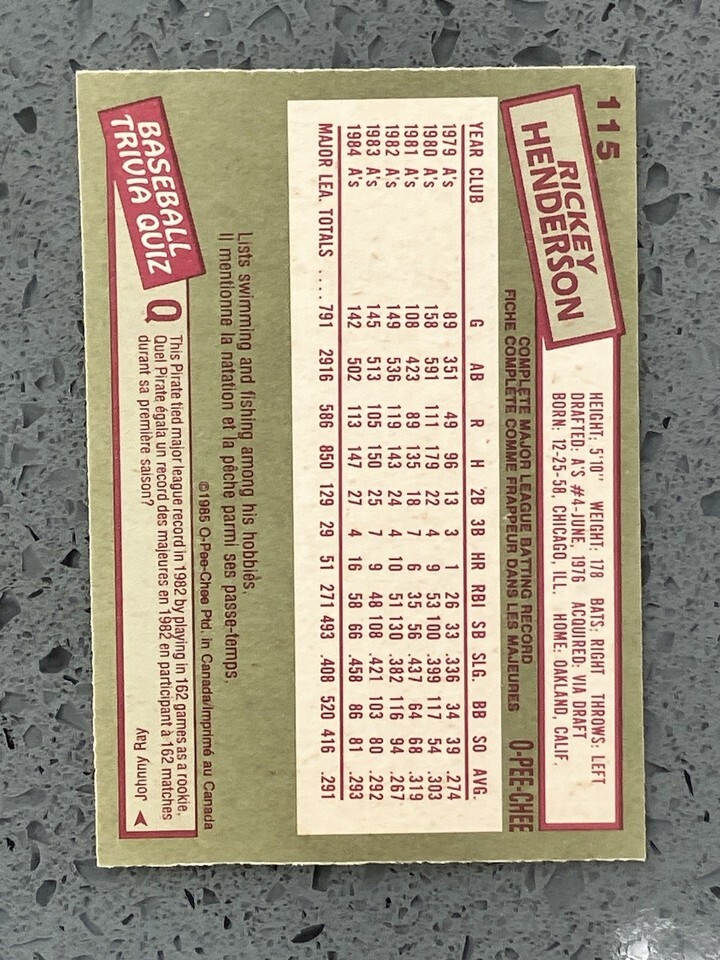 115
RICKEY
HENDERSON
HEIGHT: 5'10" WEIGHT: 178 BATS: RIGHT THROWS: LEFT
DRAFTED: A'S #4-JUNE, 1976 ACQUIRED: VIA DRAFT
BORN: 12-25-58, CHICAGO, ILL. HOME: OAKLAND, CALIF.
COMPLETE MAJOR LEAGUE BATTING RECORD
FICHE COMPLÈTE COMME FRAPPEUR DANS LES MAJEURES
O-PEE-CHEE
YEAR CLUB G AB R H 2B 3B HR RBI SB SLG. BB SO AVG.
1979 A's 89 351 49 96 13 3 1 26 33 .336 34 39 .274
1980 A's 158 591 111 179 22 4 9 53 100 .399 117 54 .303
1981 A's 108 423 89 135 18 7 6 35 56 .437 64 68 .319
1982 A's 149 536 119 143 24 4 10 51 130 .382 116 94 .267
1983 A's 145 513 105 150 25 7 9 48 108 .421 103 80 .292
1984 A's 142 502 113 147 27 4 16 58 66 .458 86 81 .293
MAJOR LEA. TOTALS .... 791 2916 586 850 129 29 51 271 493 .408 520 416 .291
Lists swimming and fishing among his hobbies.
Il mentionne la natation et la pêche parmi ses passe-temps.
©1985 O-Pee-Chee Ptd. in Canada/Imprimé au Canada
BASEBALL
TRIVIA QUIZ
Q
This Pirate tied major league record in 1982 by playing in 162 games as a rookie.
Quel Pirate égala un record des majeures en 1982 en participant à 162 matches
durant sa première saison?
Johnny Ray